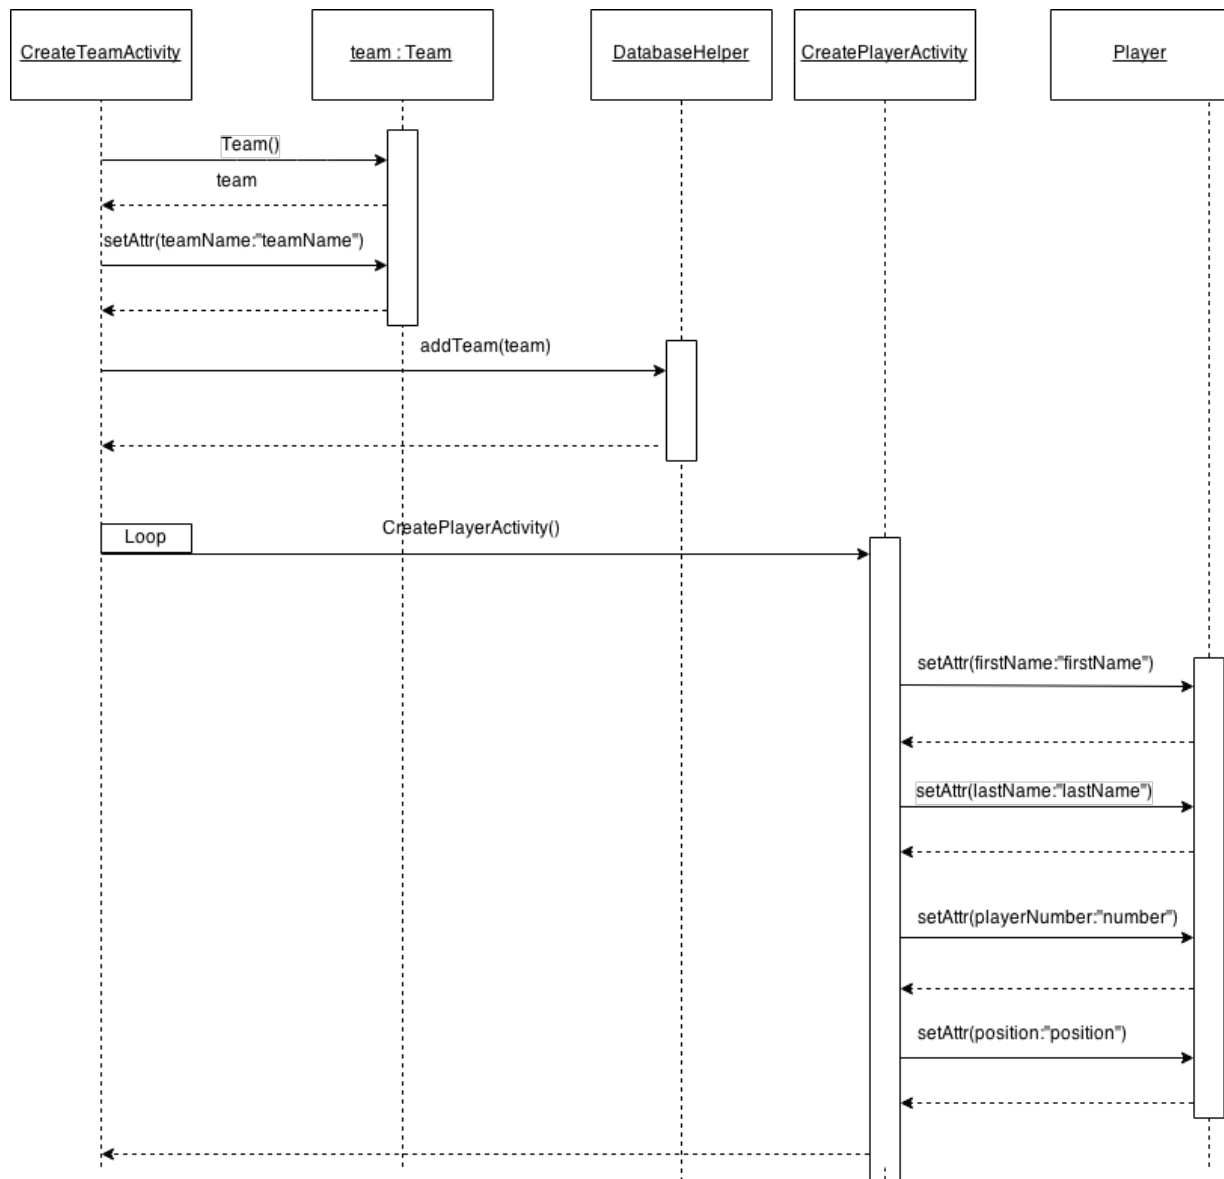 CreateTeamActivity
team : Team
DatabaseHelper
CreatePlayerActivity
Player
Team()
team
setAttr(teamName:"teamName")
addTeam(team)
Loop
CreatePlayerActivity()
setAttr(firstName:"firstName")
setAttr(lastName:"lastName")
setAttr(playerNumber:"number")
setAttr(position:"position")